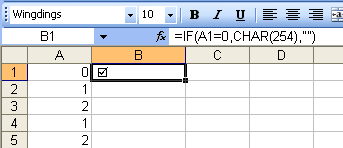 Wingdings 10 B I U
B1 fx =IF(A1=0,CHAR(254),"")
A B C D
1 0 ☑
2 1
3 2
4 1
5 2